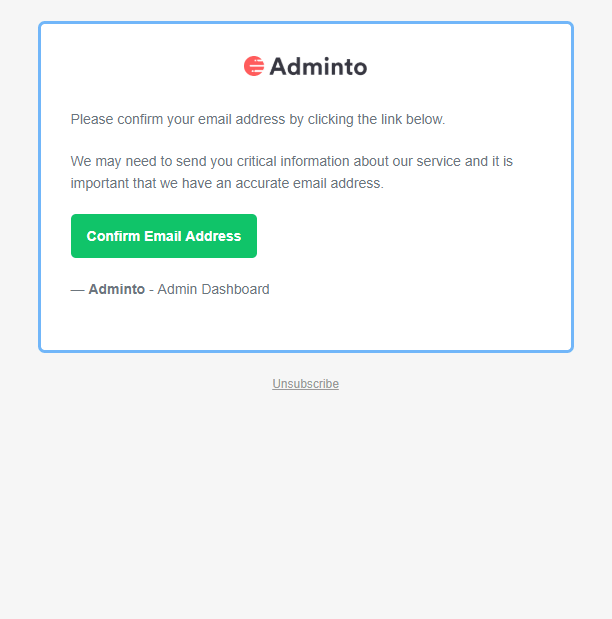 Adminto
Please confirm your email address by clicking the link below.
We may need to send you critical information about our service and it is
important that we have an accurate email address.
Confirm Email Address
— Adminto - Admin Dashboard
Unsubscribe